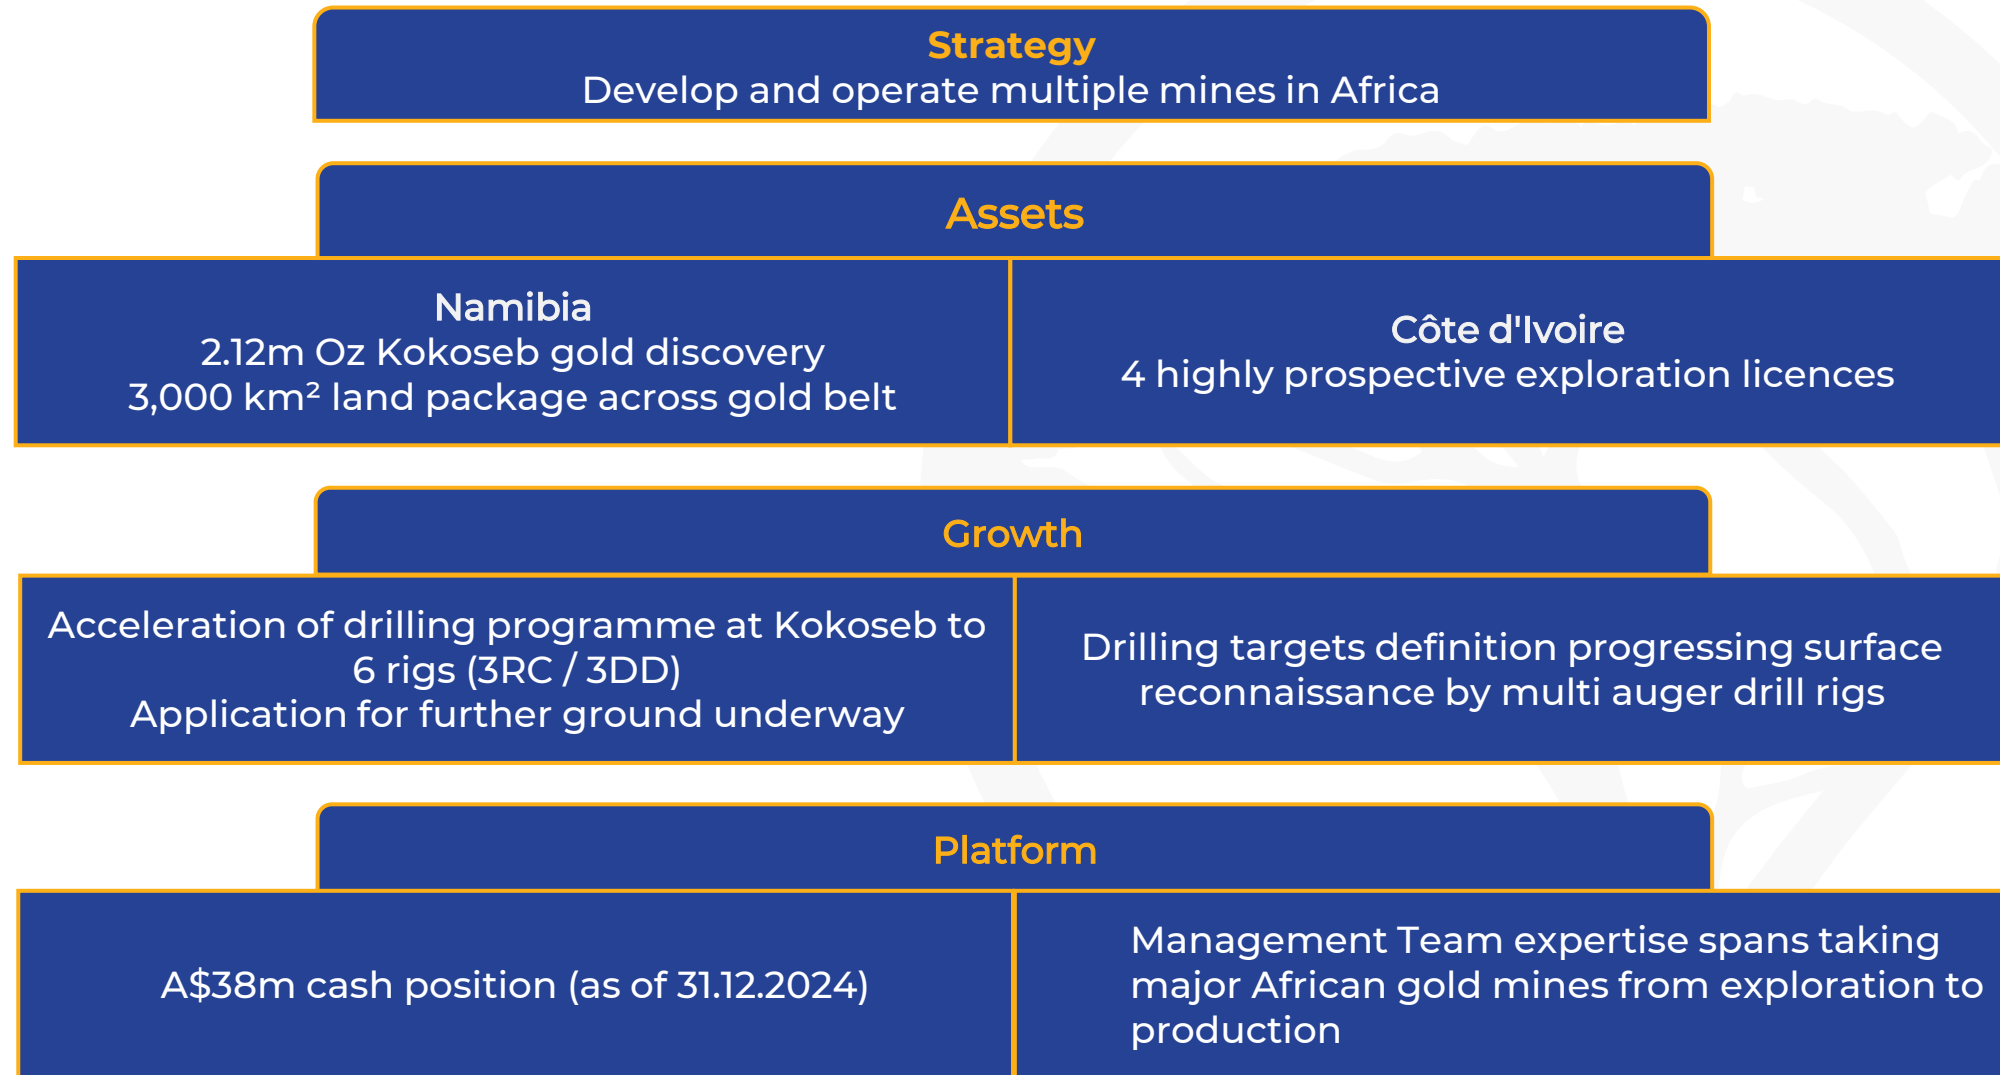 Strategy
Develop and operate multiple mines in Africa
Assets
Namibia
2.12m Oz Kokoseb gold discovery
3,000 km² land package across gold belt
Côte d'Ivoire
4 highly prospective exploration licences
Growth
Acceleration of drilling programme at Kokoseb to
6 rigs (3RC / 3DD)
Application for further ground underway
Drilling targets definition progressing surface
reconnaissance by multi auger drill rigs
Platform
A$38m cash position (as of 31.12.2024)
Management Team expertise spans taking
major African gold mines from exploration to
production